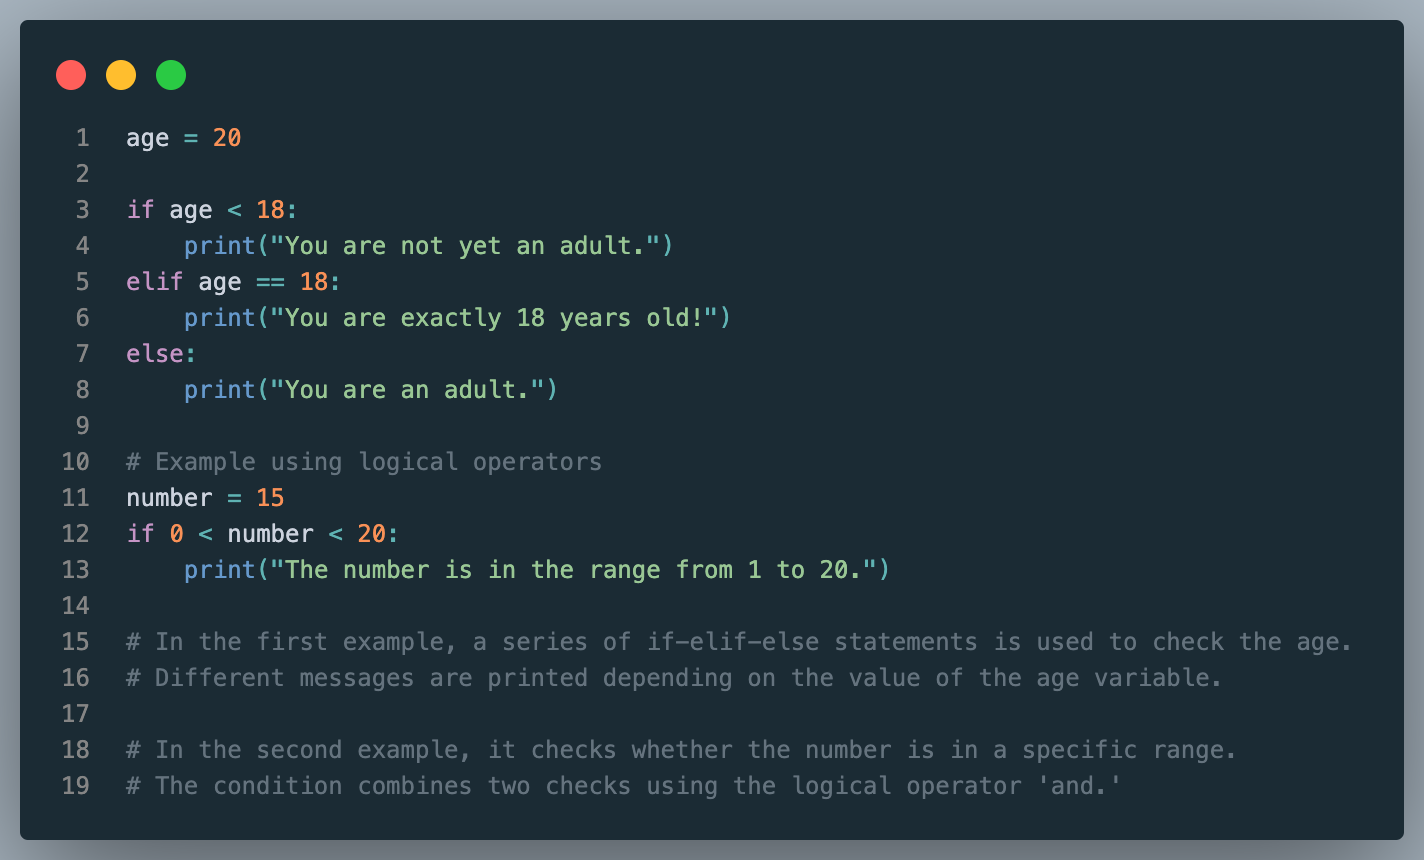 1 age = 20
2
3 if age < 18:
4     print("You are not yet an adult.")
5 elif age == 18:
6     print("You are exactly 18 years old!")
7 else:
8     print("You are an adult.")
9
10 # Example using logical operators
11 number = 15
12 if 0 < number < 20:
13     print("The number is in the range from 1 to 20.")
14
15 # In the first example, a series of if-elif-else statements is used to check the age.
16 # Different messages are printed depending on the value of the age variable.
17
18 # In the second example, it checks whether the number is in a specific range.
19 # The condition combines two checks using the logical operator 'and.'